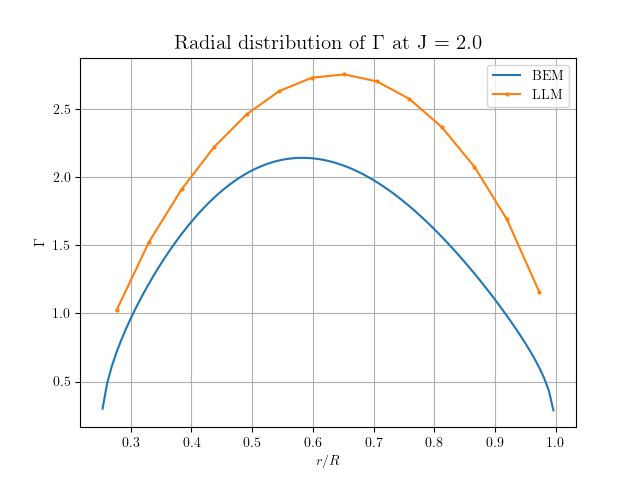 Radial distribution of Γ at J = 2.0
BEM
LLM
2.5
2.0
1.5
1.0
0.5
Γ
0.3 0.4 0.5 0.6 0.7 0.8 0.9 1.0
r/R